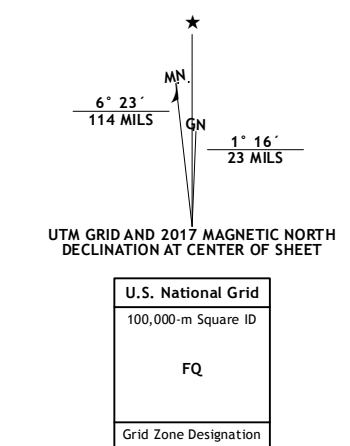 ★
MN.
GN
6° 23´
114 MILS
1° 16´
23 MILS
UTM GRID AND 2017 MAGNETIC NORTH
DECLINATION AT CENTER OF SHEET
U.S. National Grid
100,000-m Square ID
FQ
Grid Zone Designation